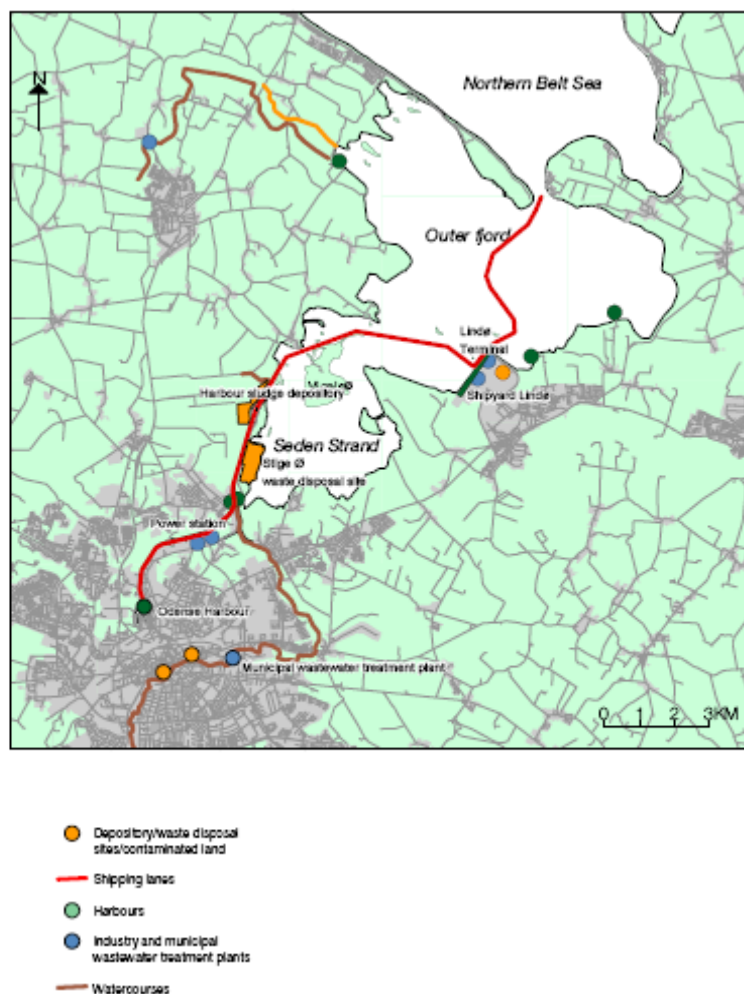 N
Northern Belt Sea
Outer fjord
Lindø
Terminal
Shipyard Lindø
Harbour sludge depository
Seden Strand
Stige Ø
waste disposal site
Power station
Odense Harbour
Municipal wastewater treatment plant
0 1 2 3KM
Depository/waste disposal
sites/contaminated land
Shipping lanes
Harbours
Industry and municipal
wastewater treatment plants
Watercourses